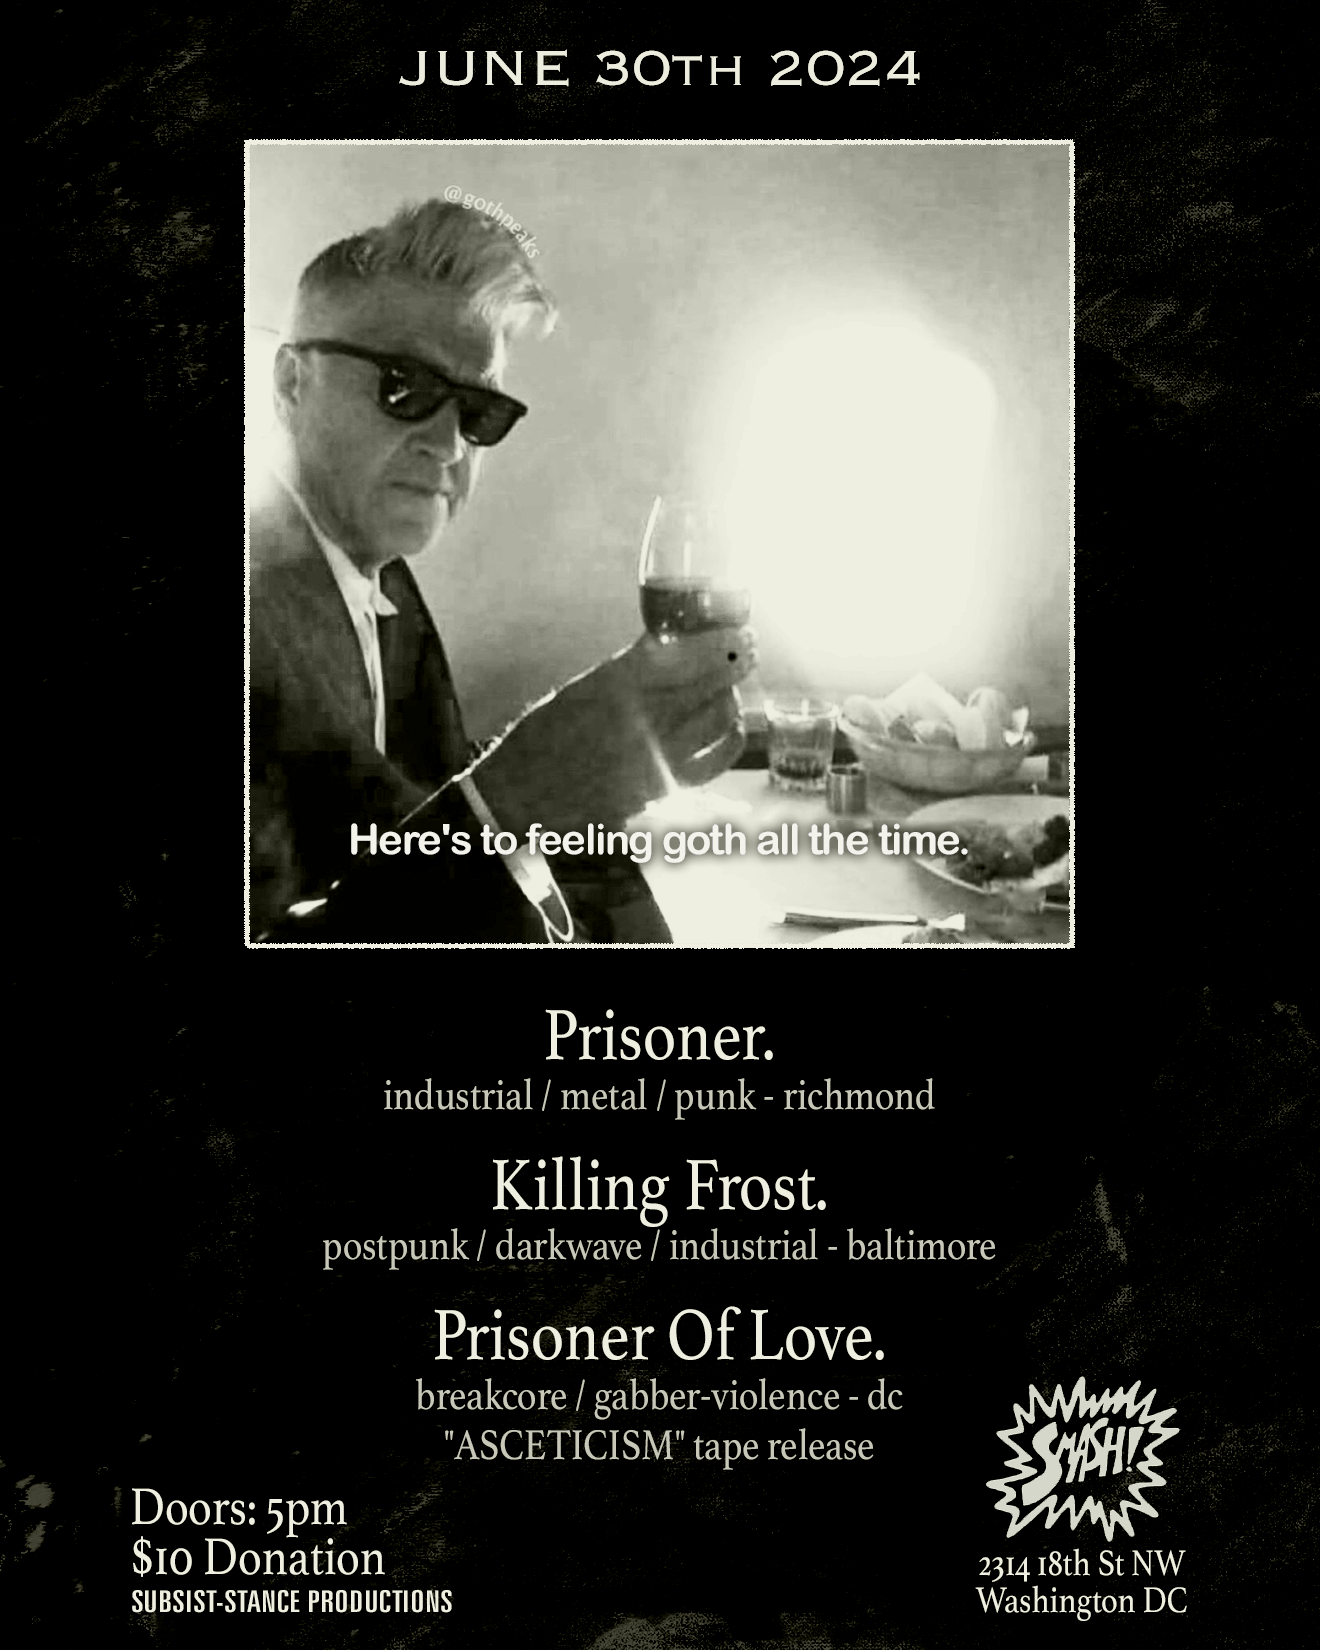 JUNE 30TH 2024
@gothpeaks
Here's to feeling goth all the time.
Prisoner.
industrial / metal / punk - richmond
Killing Frost.
postpunk / darkwave / industrial - baltimore
Prisoner Of Love.
breakcore / gabber-violence - dc
"ASCETICISM" tape release
Doors: 5pm
$10 Donation
SUBSIST-STANCE PRODUCTIONS
SMASH!
2314 18th St NW
Washington DC